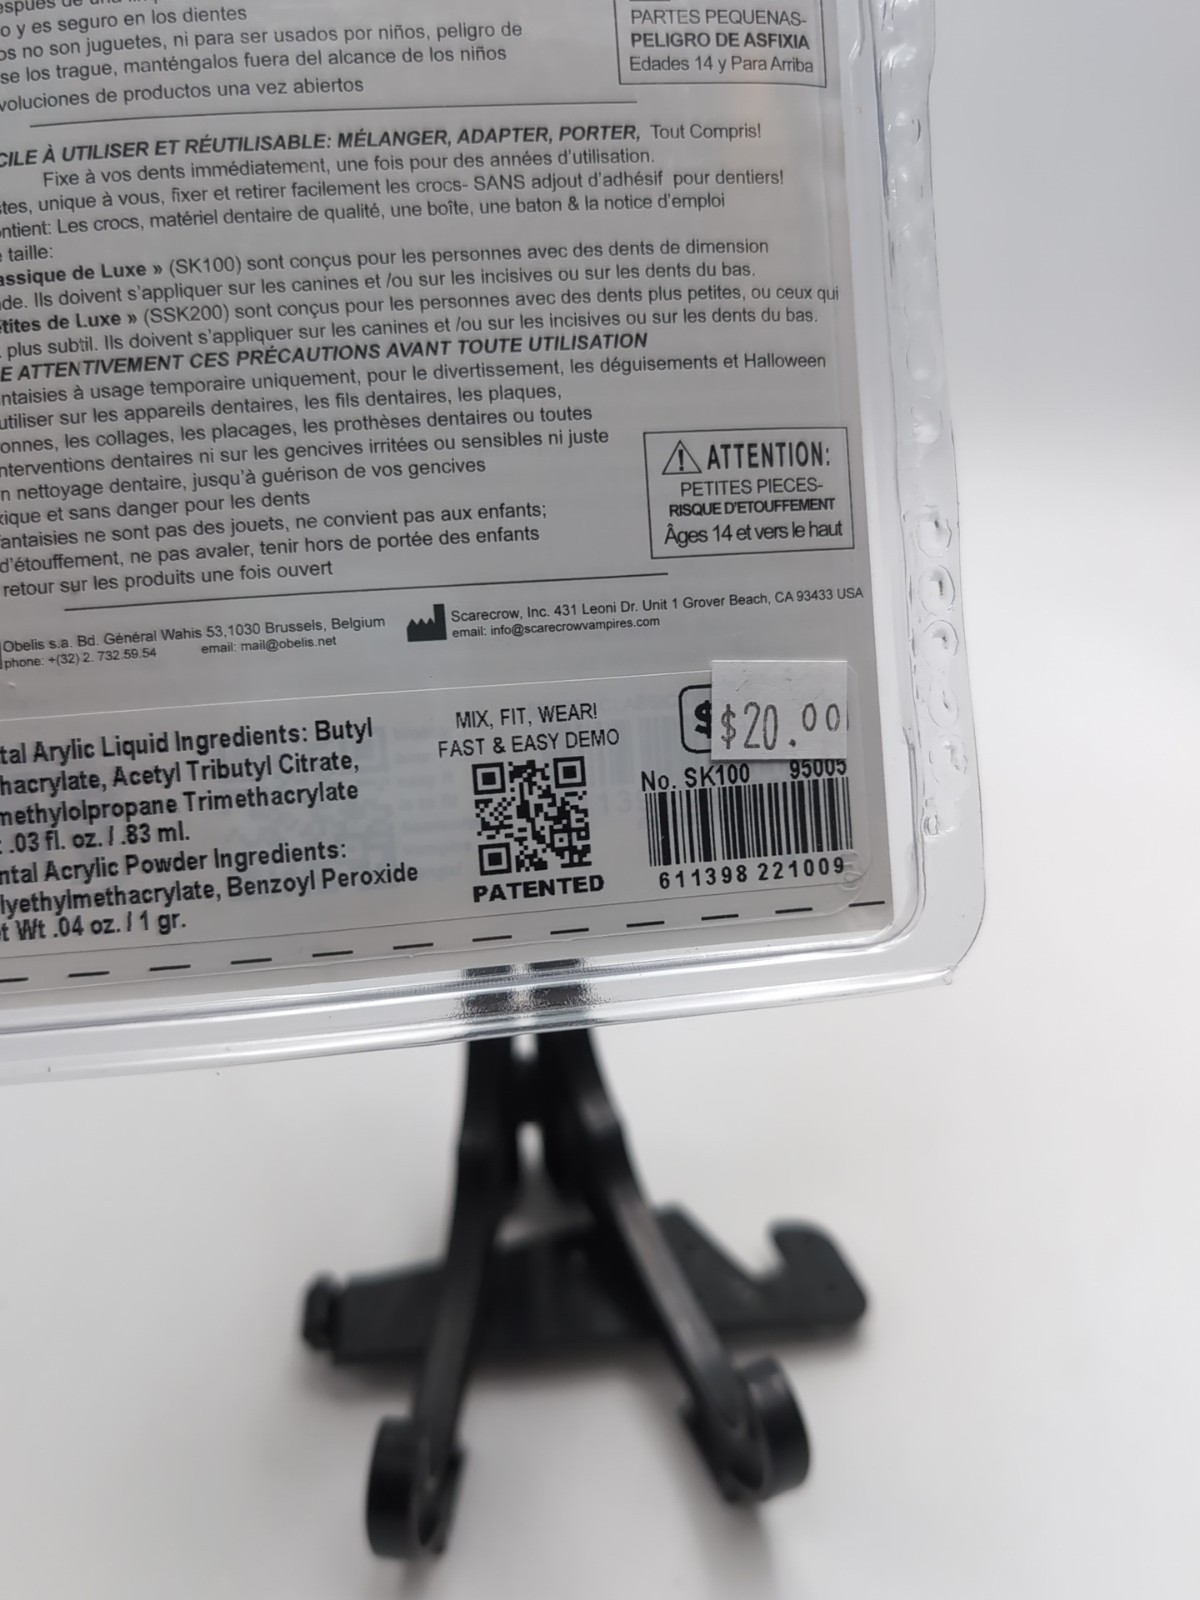 o y es seguro en los dientes
os no son juguetes, ni para ser usados por niños, peligro de
se los trague, manténgalos fuera del alcance de los niños
voluciones de productos una vez abiertos
PARTES PEQUENAS-
PELIGRO DE ASFIXIA
Edades 14 y Para Arriba
CILE À UTILISER ET RÉUTILISABLE: MÉLANGER, ADAPTER, PORTER, Tout Compris!
Fixe à vos dents immédiatement, une fois pour des années d'utilisation.
stes, unique à vous, fixer et retirer facilement les crocs- SANS adjout d'adhésif pour dentiers!
ontient: Les crocs, matériel dentaire de qualité, une boîte, une baton & la notice d'emploi
taille:
assique de Luxe » (SK100) sont conçus pour les personnes avec des dents de dimension
de. Ils doivent s'appliquer sur les canines et /ou sur les incisives ou sur les dents du bas.
etites de Luxe » (SSK200) sont conçus pour les personnes avec des dents plus petites, ou ceux qui
plus subtil. Ils doivent s'appliquer sur les canines et /ou sur les incisives ou sur les dents du bas.
E ATTENTIVEMENT CES PRÉCAUTIONS AVANT TOUTE UTILISATION
ntaisies à usage temporaire uniquement, pour le divertissement, les déguisements et Halloween
utiliser sur les appareils dentaires, les fils dentaires, les plaques,
onnes, les collages, les placages, les prothèses dentaires ou toutes
nterventions dentaires ni sur les gencives irritées ou sensibles ni juste
n nettoyage dentaire, jusqu'à guérison de vos gencives
xique et sans danger pour les dents
antaisies ne sont pas des jouets, ne convient pas aux enfants;
d'étouffement, ne pas avaler, tenir hors de portée des enfants
retour sur les produits une fois ouvert
ATTENTION:
PETITES PIECES-
RISQUE D'ETOUFFEMENT
Âges 14 et vers le haut
Obelis s.a. Bd. Général Wahis 53,1030 Brussels, Belgium
phone: +(32) 2. 732.59.54 email: mail@obelis.net
Scarecrow, Inc. 431 Leoni Dr. Unit 1 Grover Beach, CA 93433 USA
email: info@scarecrowvampires.com
tal Arylic Liquid Ingredients: Butyl
hacrylate, Acetyl Tributyl Citrate,
methylolpropane Trimethacrylate
: .03 fl. oz. / .83 ml.
ntal Acrylic Powder Ingredients:
lyethylmethacrylate, Benzoyl Peroxide
t Wt .04 oz. / 1 gr.
MIX, FIT, WEAR!
FAST & EASY DEMO
PATENTED
$ $20.00
No. SK100 95005
6 11398 22100 9